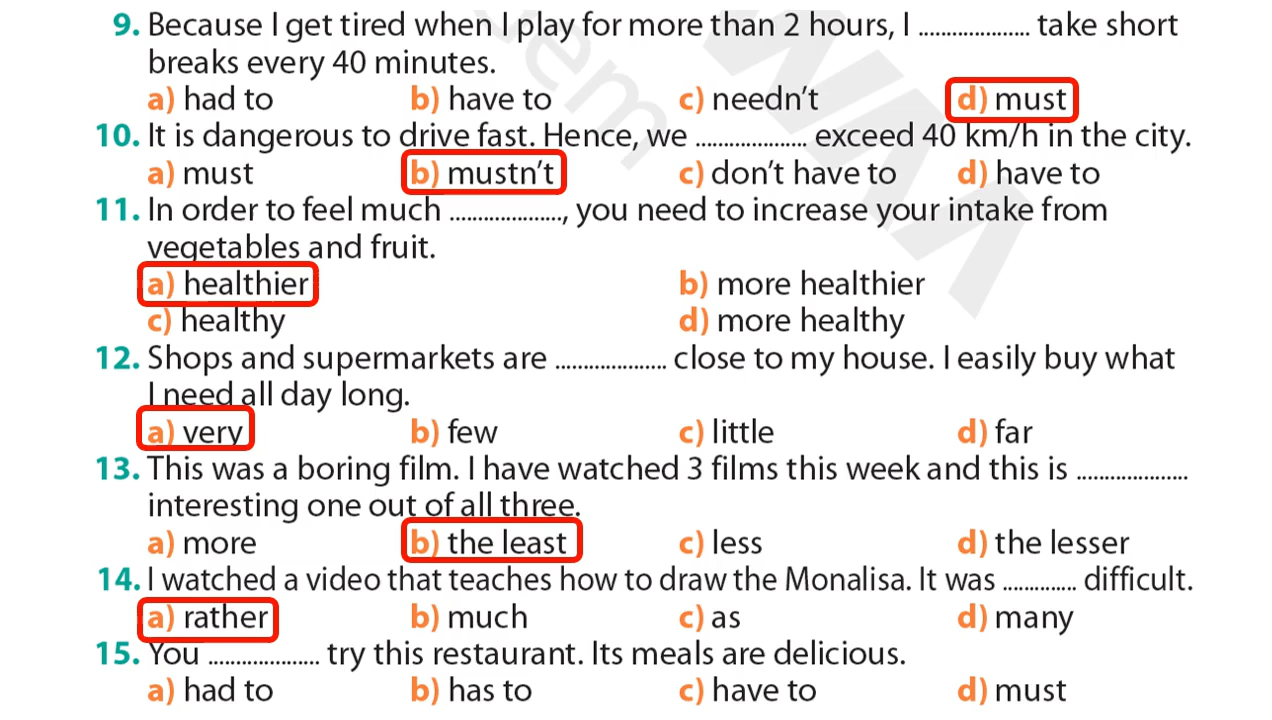 9. Because I get tired when I play for more than 2 hours, I .................... take short
breaks every 40 minutes.
a) had to b) have to c) needn't d) must
10. It is dangerous to drive fast. Hence, we .................... exceed 40 km/h in the city.
a) must b) mustn't c) don't have to d) have to
11. In order to feel much ...................., you need to increase your intake from
vegetables and fruit.
a) healthier b) more healthier
c) healthy d) more healthy
12. Shops and supermarkets are .................... close to my house. I easily buy what
I need all day long.
a) very b) few c) little d) far
13. This was a boring film. I have watched 3 films this week and this is ....................
interesting one out of all three.
a) more b) the least c) less d) the lesser
14. I watched a video that teaches how to draw the Monalisa. It was ............. difficult.
a) rather b) much c) as d) many
15. You .................... try this restaurant. Its meals are delicious.
a) had to b) has to c) have to d) must